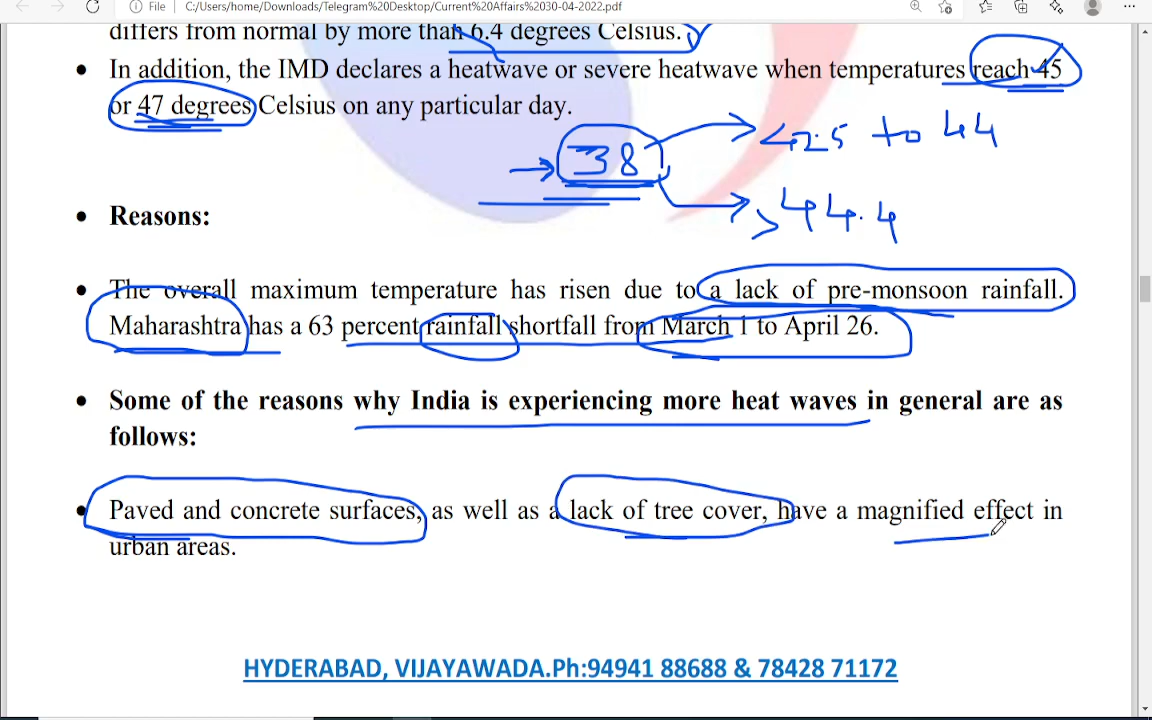 File
C:/Users/home/Downloads/Telegram%20Desktop/Current%20Affairs%2030-04-2022.pdf
differs from normal by more than 6.4 degrees Celsius.
• In addition, the IMD declares a heatwave or severe heatwave when temperatures reach 45
or 47 degrees Celsius on any particular day.
38
42.5 to 44
>44.4
• Reasons:
• The overall maximum temperature has risen due to a lack of pre-monsoon rainfall.
Maharashtra has a 63 percent rainfall shortfall from March 1 to April 26.
• Some of the reasons why India is experiencing more heat waves in general are as
follows:
• Paved and concrete surfaces, as well as a lack of tree cover, have a magnified effect in
urban areas.
HYDERABAD, VIJAYAWADA.Ph:94941 88688 & 78428 71172